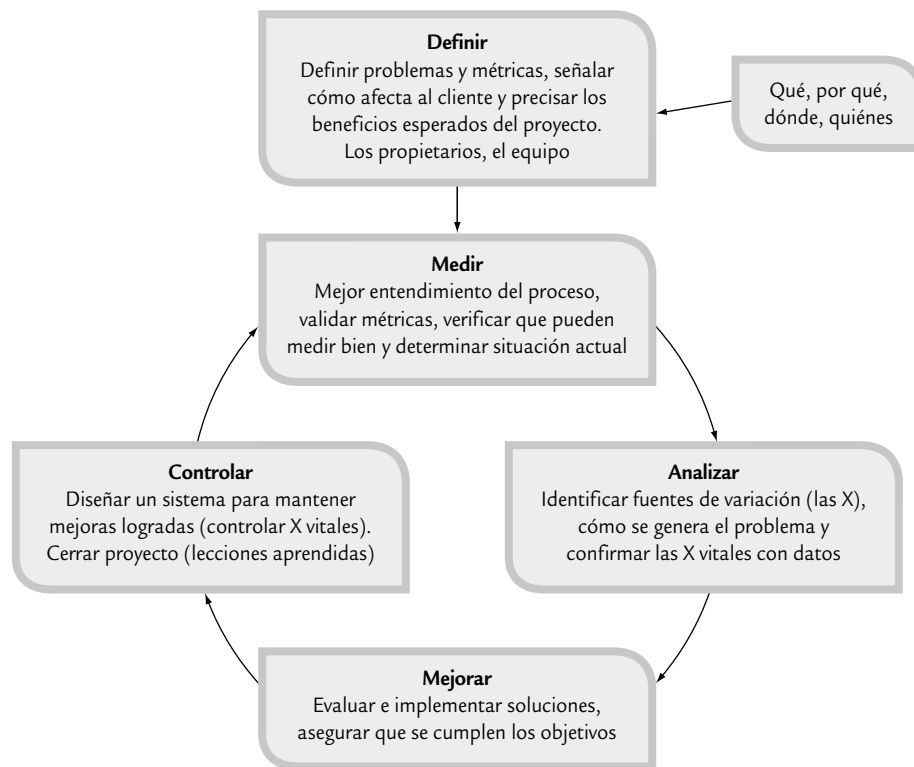 Definir
Definir problemas y métricas, señalar
cómo afecta al cliente y precisar los
beneficios esperados del proyecto.
Los propietarios, el equipo
Qué, por qué,
dónde, quiénes
Medir
Mejor entendimiento del proceso,
validar métricas, verificar que pueden
medir bien y determinar situación actual
Controlar
Diseñar un sistema para mantener
mejoras logradas (controlar X vitales).
Cerrar proyecto (lecciones aprendidas)
Analizar
Identificar fuentes de variación (las X),
cómo se genera el problema y
confirmar las X vitales con datos
Mejorar
Evaluar e implementar soluciones,
asegurar que se cumplen los objetivos